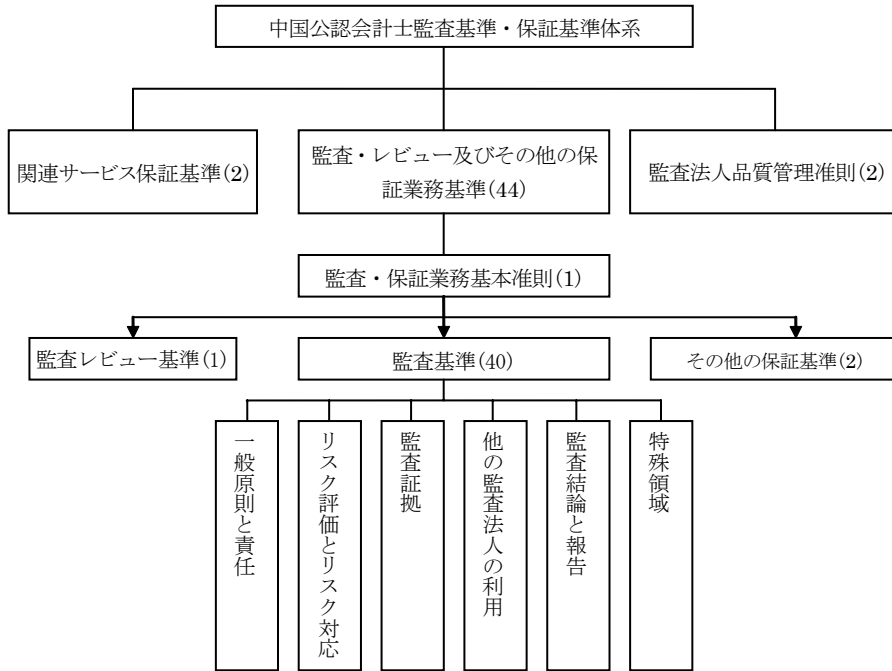 中国公認会計士監査基準・保証基準体系
関連サービス保証基準(2)
監査・レビュー及びその他の保
証業務基準(44)
監査法人品質管理准則(2)
監査・保証業務基本准則(1)
監査レビュー基準(1)
監査基準(40)
その他の保証基準(2)
一般原則と責任
リスク評価とリスク対応
監査証拠
他の監査法人の利用
監査結論と報告
特殊領域